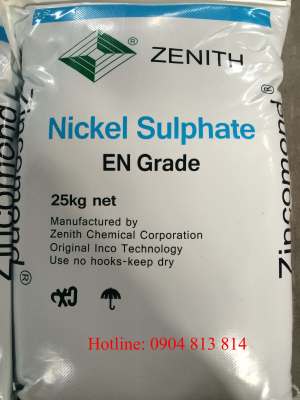 ® ZENITH
Nickel Sulphate
EN Grade
25kg net
Manufactured by
Zenith Chemical Corporation
Original Inco Technology
Use no hooks-keep dry
Zincomond®
Zincomond®
Hotline: 0904 813 814